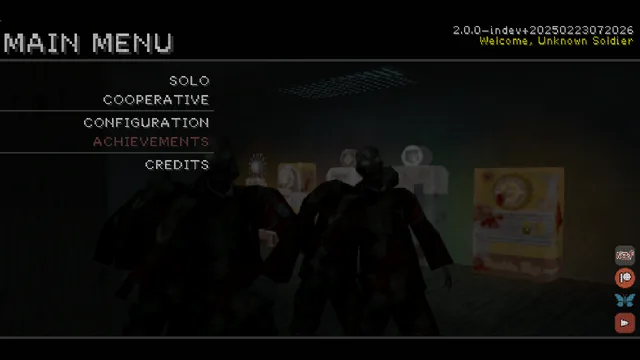 MAIN MENU
2.0.0-indev+20250223072026
Welcome, Unknown Soldier
SOLO
COOPERATIVE
CONFIGURATION
ACHIEVEMENTS
CREDITS